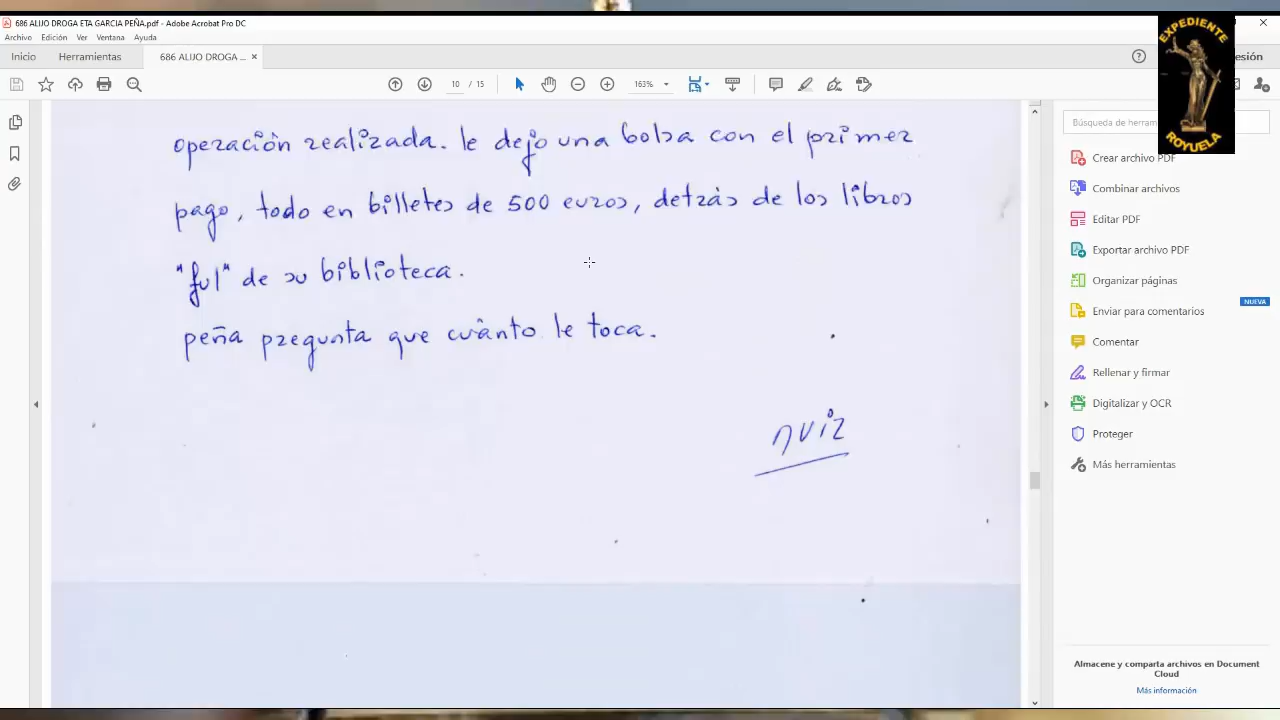 686 ALIJO DROGA ETA GARCIA PEÑA.pdf - Adobe Acrobat Pro DC
Archivo Edición Ver Ventana Ayuda
Inicio Herramientas 686 ALIJO DROGA ...
10 / 15 163%
EXPEDIENTE
ROYUELA
operación realizada. le dejo una bolsa con el primer
pago, todo en billetes de 500 euros, detrás de los libros
"ful" de su biblioteca.
peña pregunta que cuánto le toca.
Crear archivo PDF
Combinar archivos
Editar PDF
Exportar archivo PDF
Organizar páginas
Enviar para comentarios
NUEVA
Comentar
Rellenar y firmar
Digitalizar y OCR
Proteger
Más herramientas
Almacene y comparta archivos en Document
Cloud
Más información